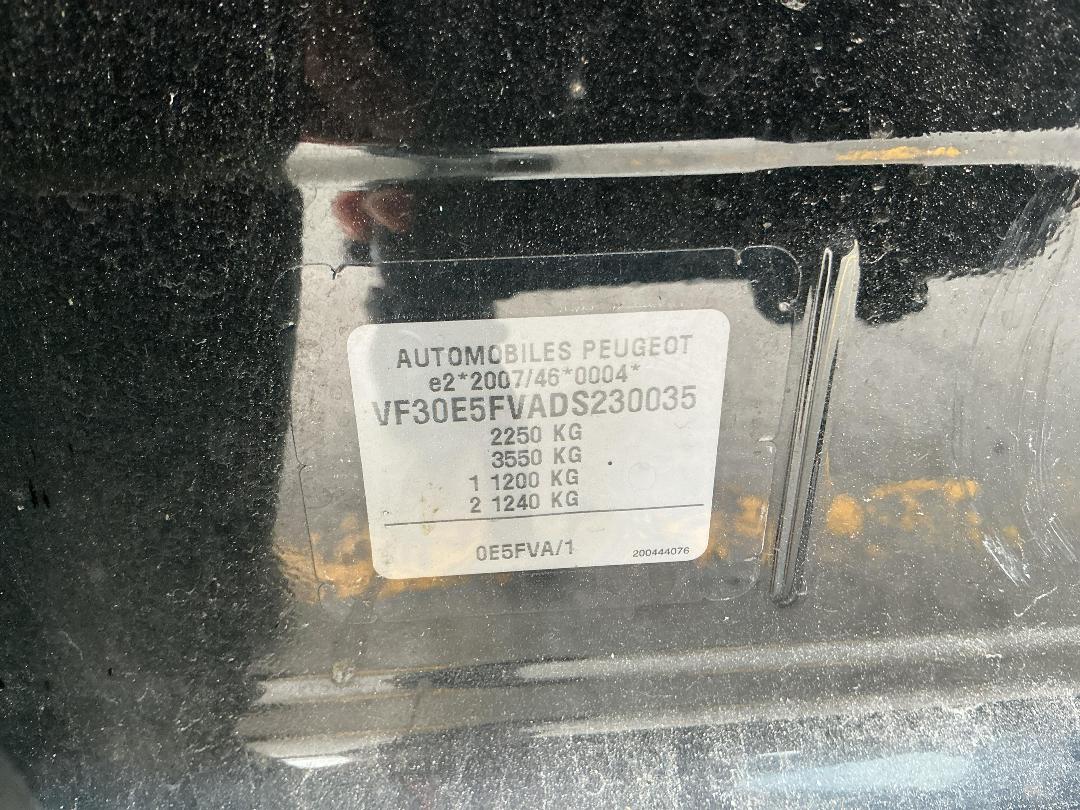 AUTOMOBILES PEUGEOT
e2*2007/46*0004*
VF30E5FVADS230035
2250 KG
3550 KG
1 1200 KG
2 1240 KG
0E5FVA/1
200444076